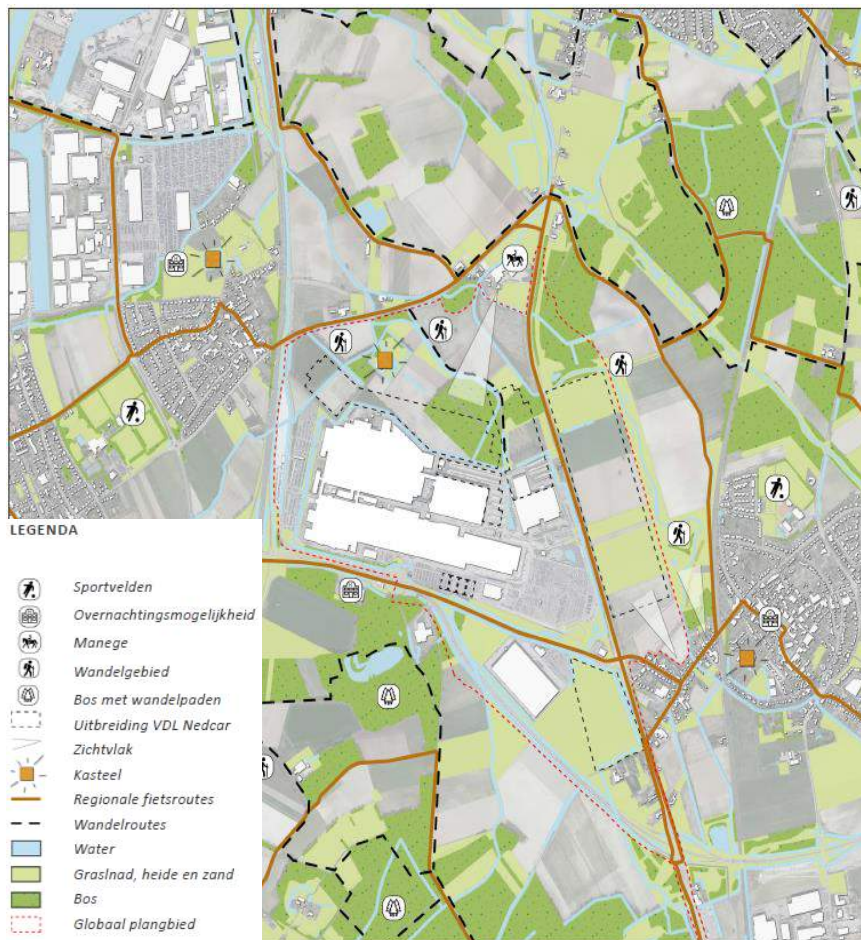 LEGENDA
Sportvelden
Overnachtingsmogelijkheid
Manege
Wandelgebied
Bos met wandelpaden
Uitbreiding VDL Nedcar
Zichtvlak
Kasteel
Regionale fietsroutes
Wandelroutes
Water
Graslnad, heide en zand
Bos
Globaal plangbied